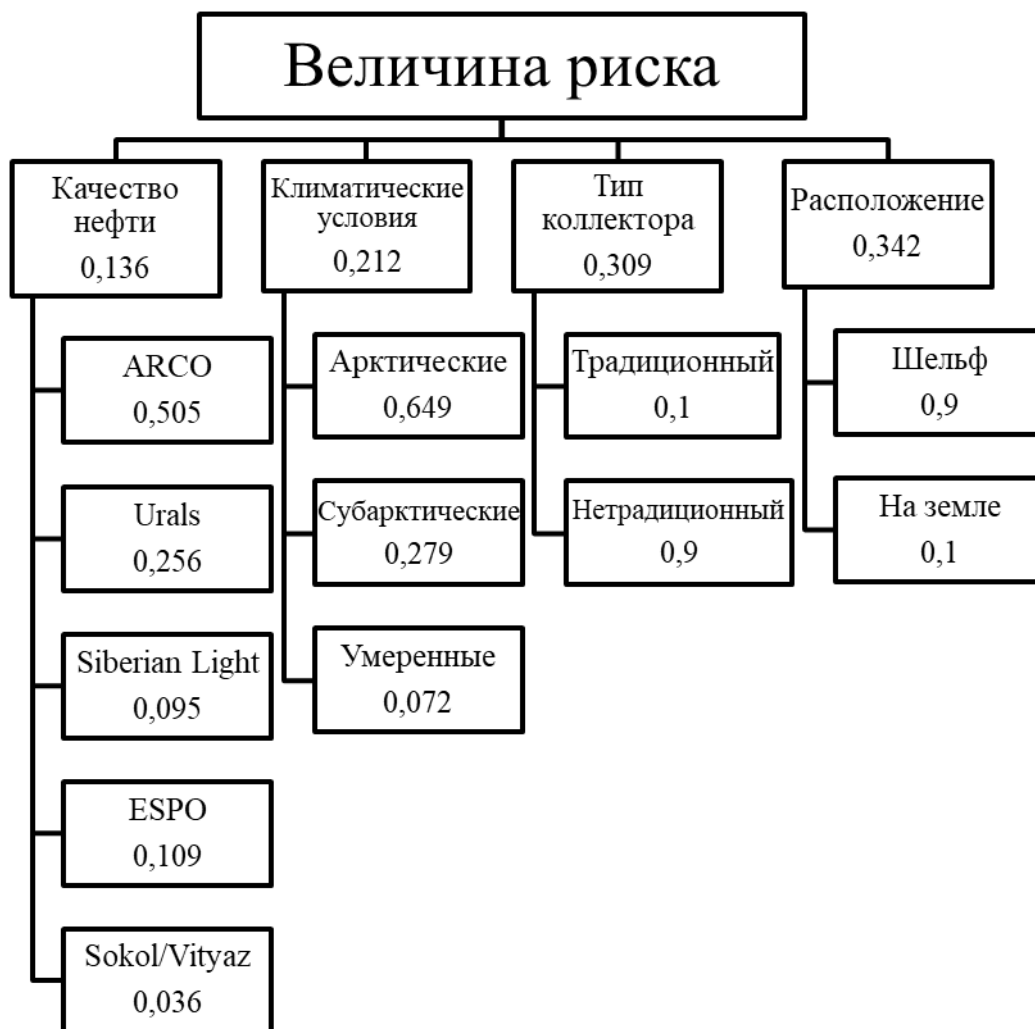 Величина риска
Качество
нефти
0,136
ARCO
0,505
Urals
0,256
Siberian Light
0,095
ESPO
0,109
Sokol/Vityaz
0,036
Климатические
условия
0,212
Арктические
0,649
Субарктические
0,279
Умеренные
0,072
Тип
коллектора
0,309
Традиционный
0,1
Нетрадиционный
0,9
Расположение
0,342
Шельф
0,9
На земле
0,1